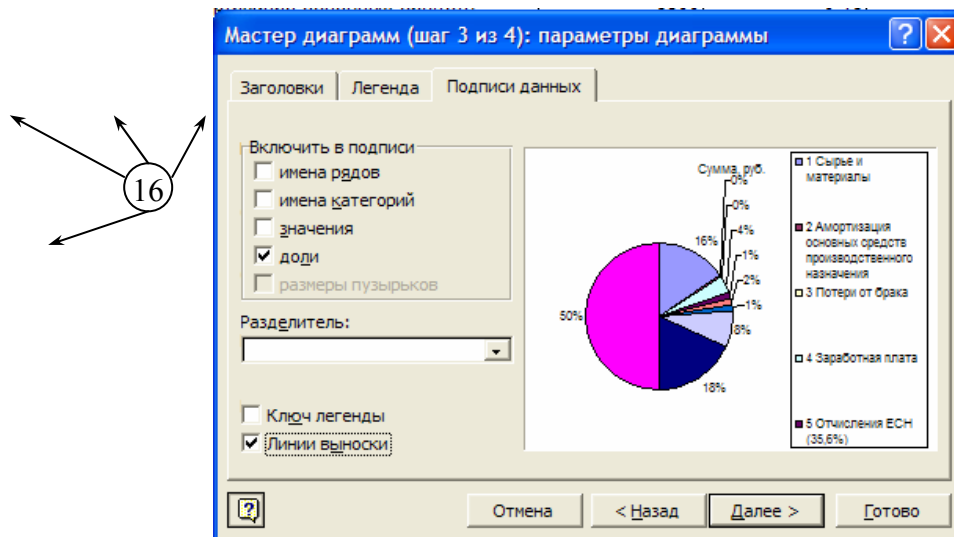 Мастер диаграмм (шаг 3 из 4): параметры диаграммы
Заголовки
Легенда
Подписи данных
16
Включить в подписи
имена рядов
имена категорий
значения
доли
размеры пузырьков
Разделитель:
Ключ легенды
Линии выноски
Сумма, руб.
0%
0%
4%
1%
2%
1%
8%
18%
50%
16%
1 Сырье и
материалы
2 Амортизация
основных средств
производственного
назначения
3 Потери от брака
4 Заработная плата
5 Отчисления ЕСН
(35,6%)
Отмена
< Назад
Далее >
Готово